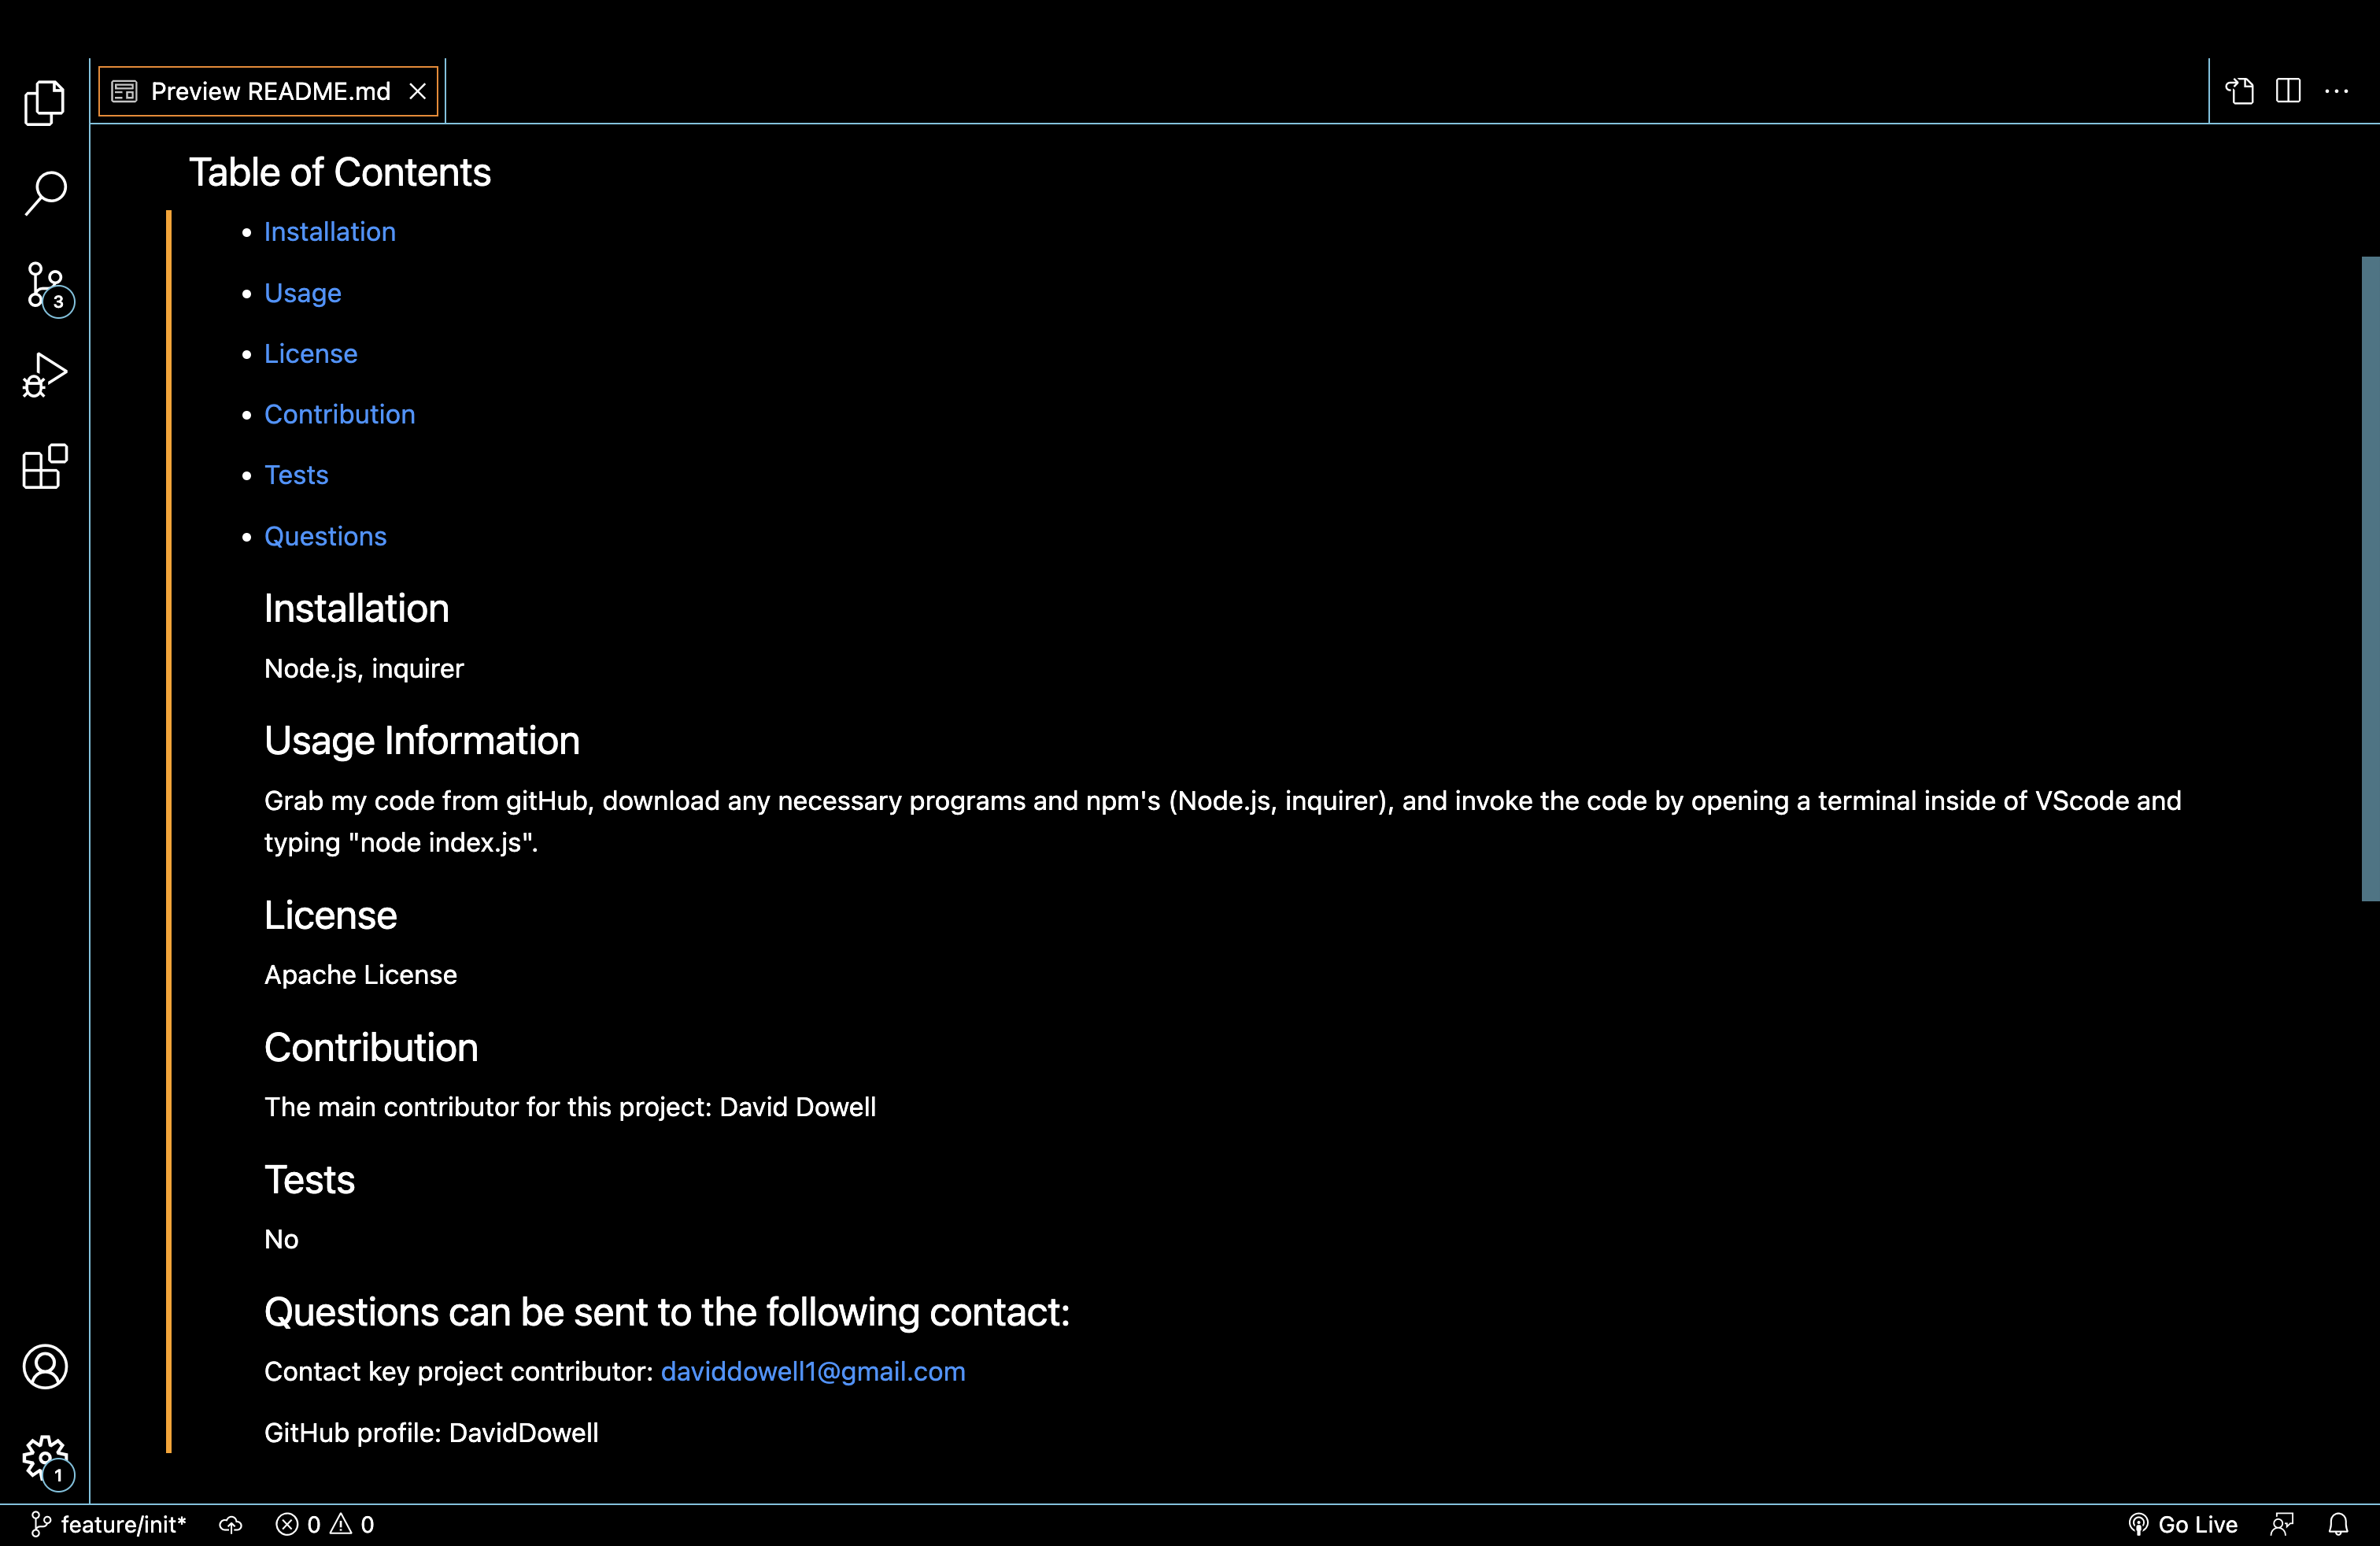 Preview README.md
Table of Contents
Installation
Usage
License
Contribution
Tests
Questions
Installation
Node.js, inquirer
Usage Information
Grab my code from gitHub, download any necessary programs and npm's (Node.js, inquirer), and invoke the code by opening a terminal inside of VScode and
typing "node index.js".
License
Apache License
Contribution
The main contributor for this project: David Dowell
Tests
No
Questions can be sent to the following contact:
Contact key project contributor: daviddowell1@gmail.com
GitHub profile: DavidDowell
3
1
feature/init* 0 0 Go Live